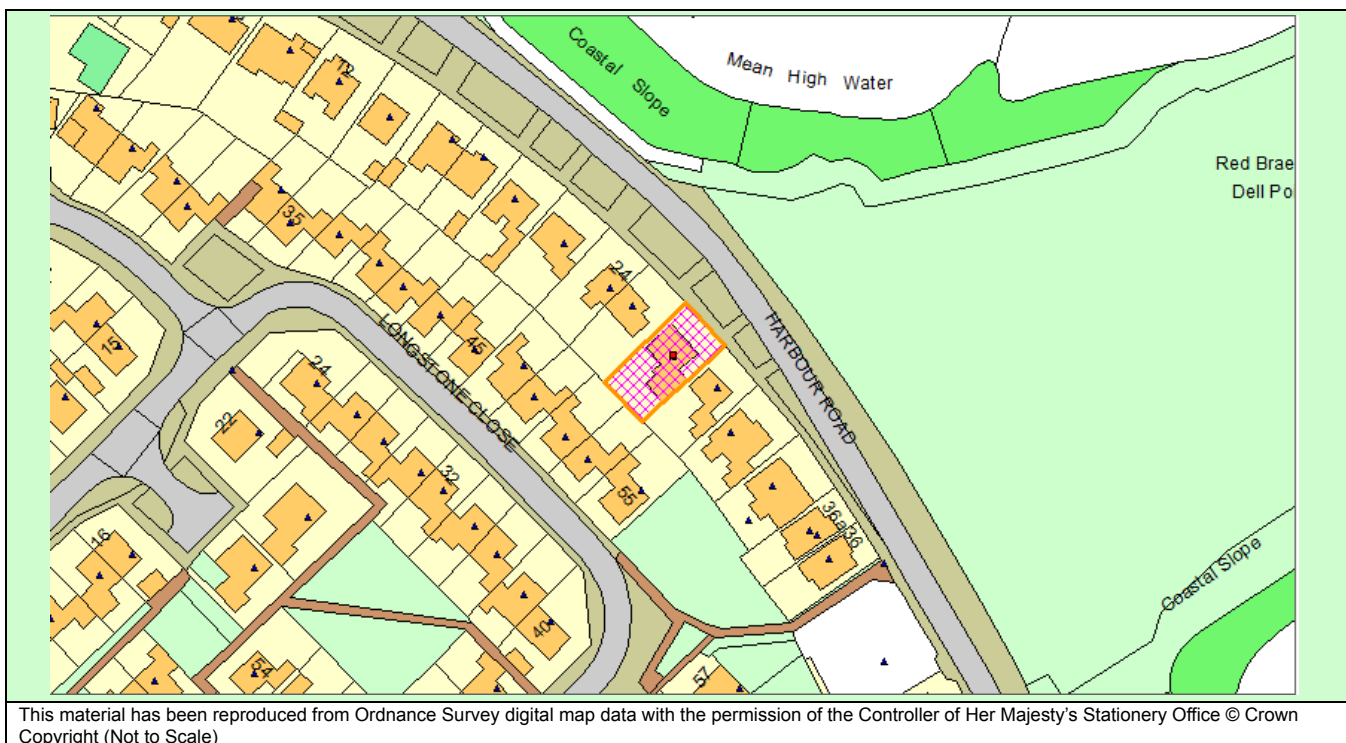 Coastal Slope
Mean High Water
12
Red Brae
Dell Po
35
24
LONGSTONE CLOSE
45
HARBOUR ROAD
15
24
22
32
55
36a
36
16
Coastal Slope
40
54
57
This material has been reproduced from Ordnance Survey digital map data with the permission of the Controller of Her Majesty's Stationery Office © Crown
Copyright (Not to Scale)